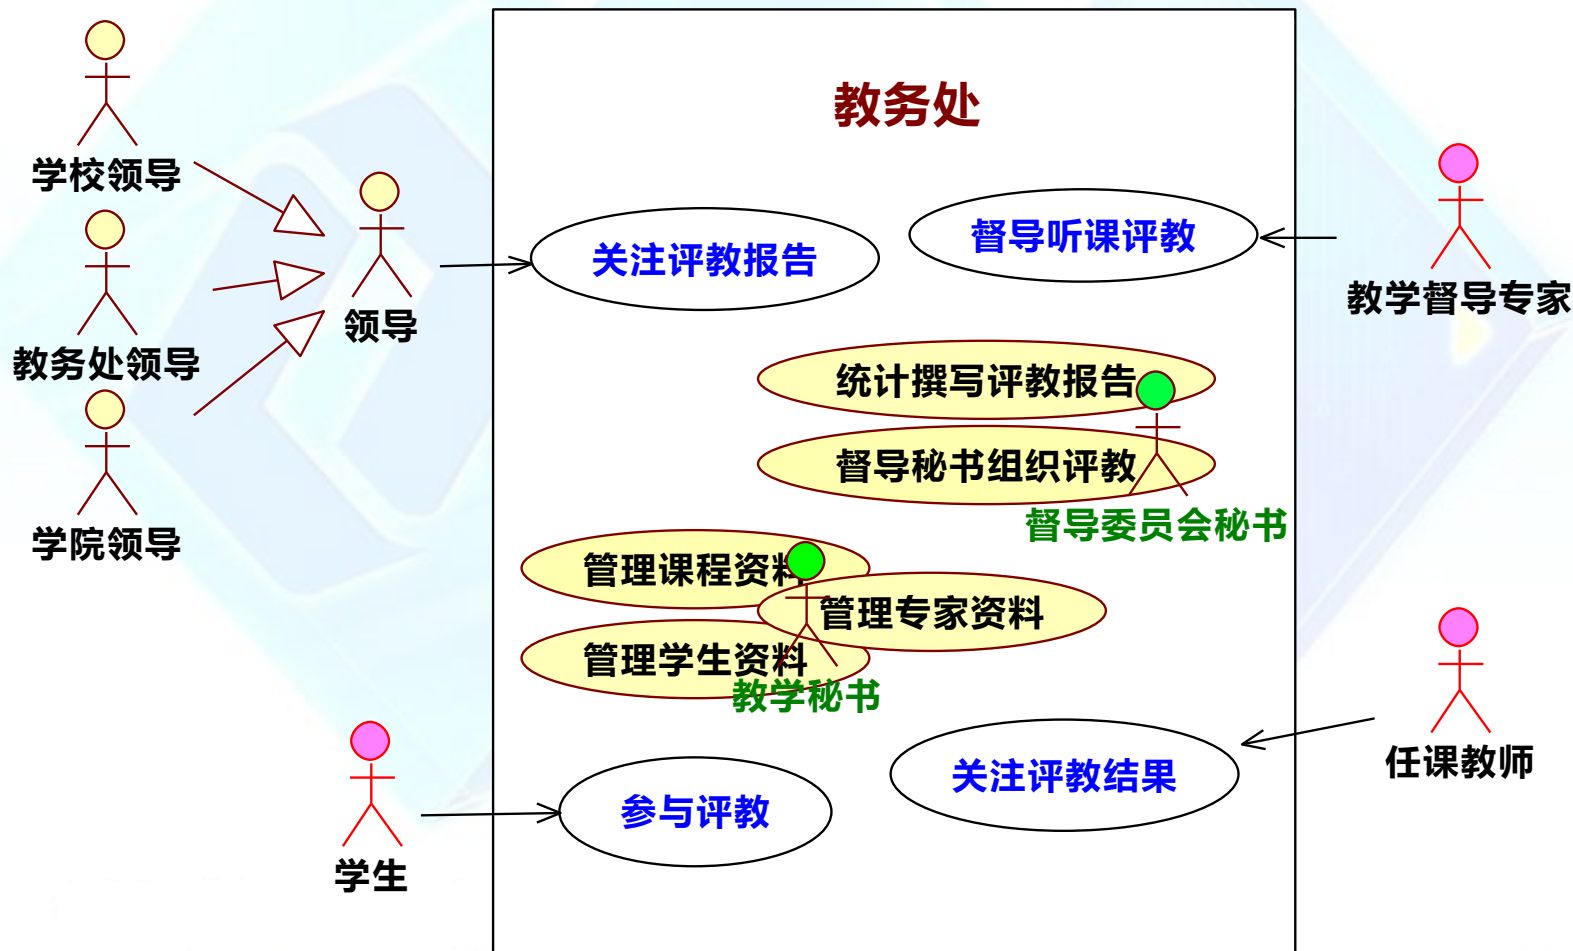 教务处
学校领导
督导听课评教
关注评教报告
教学督导专家
领导
教务处领导
统计撰写评教报告
督导秘书组织评教
督导委员会秘书
学院领导
管理课程资料
管理专家资料
管理学生资料
教学秘书
任课教师
关注评教结果
参与评教
学生